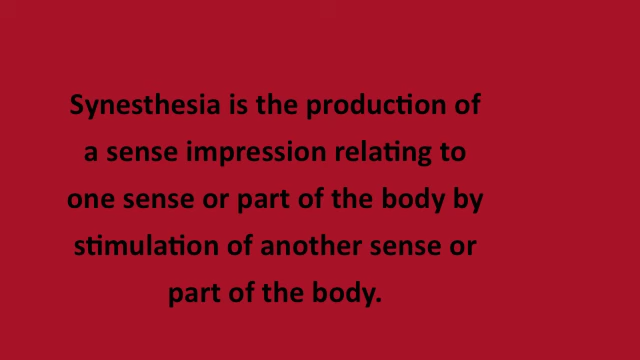 Synesthesia is the production of
a sense impression relating to
one sense or part of the body by
stimulation of another sense or
part of the body.